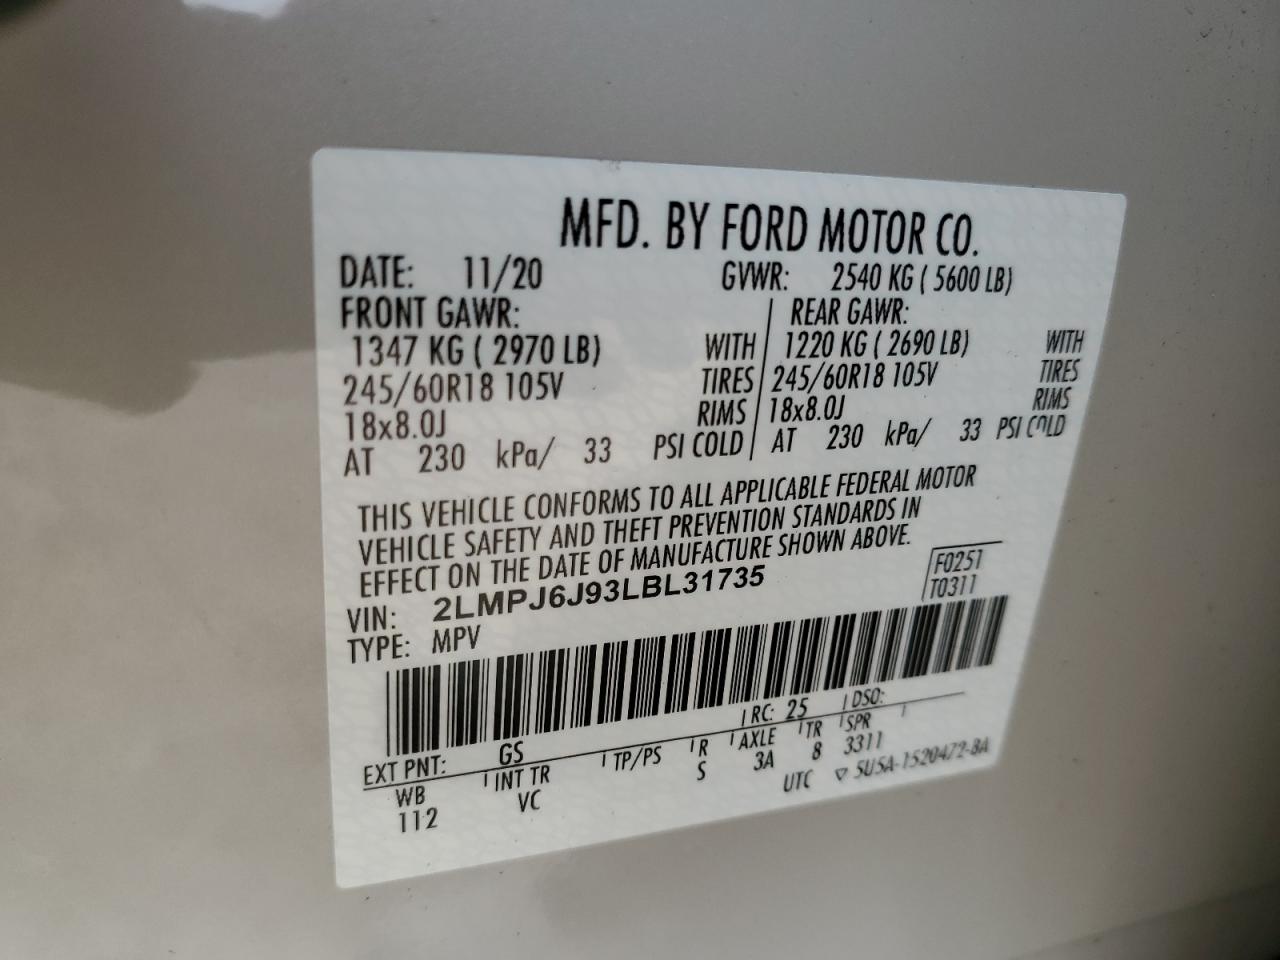 MFD. BY FORD MOTOR CO.
DATE: 11/20 GVWR: 2540 KG ( 5600 LB)
FRONT GAWR: REAR GAWR:
1347 KG ( 2970 LB) WITH 1220 KG ( 2690 LB) WITH
245/60R18 105V TIRES 245/60R18 105V TIRES
18x8.0J RIMS 18x8.0J RIMS
AT 230 kPa/ 33 PSI COLD AT 230 kPa/ 33 PSI COLD
THIS VEHICLE CONFORMS TO ALL APPLICABLE FEDERAL MOTOR
VEHICLE SAFETY AND THEFT PREVENTION STANDARDS IN
EFFECT ON THE DATE OF MANUFACTURE SHOWN ABOVE.
VIN: 2LMPJ6J93LBL31735 F0251
TYPE: MPV T0311
EXT PNT: GS RC: 25 DSO:
WB INT TR TP/PS R AXLE TR SPR
112 VC S 3A 8 3311
UTC ▽ 5U5A-1520472-BA